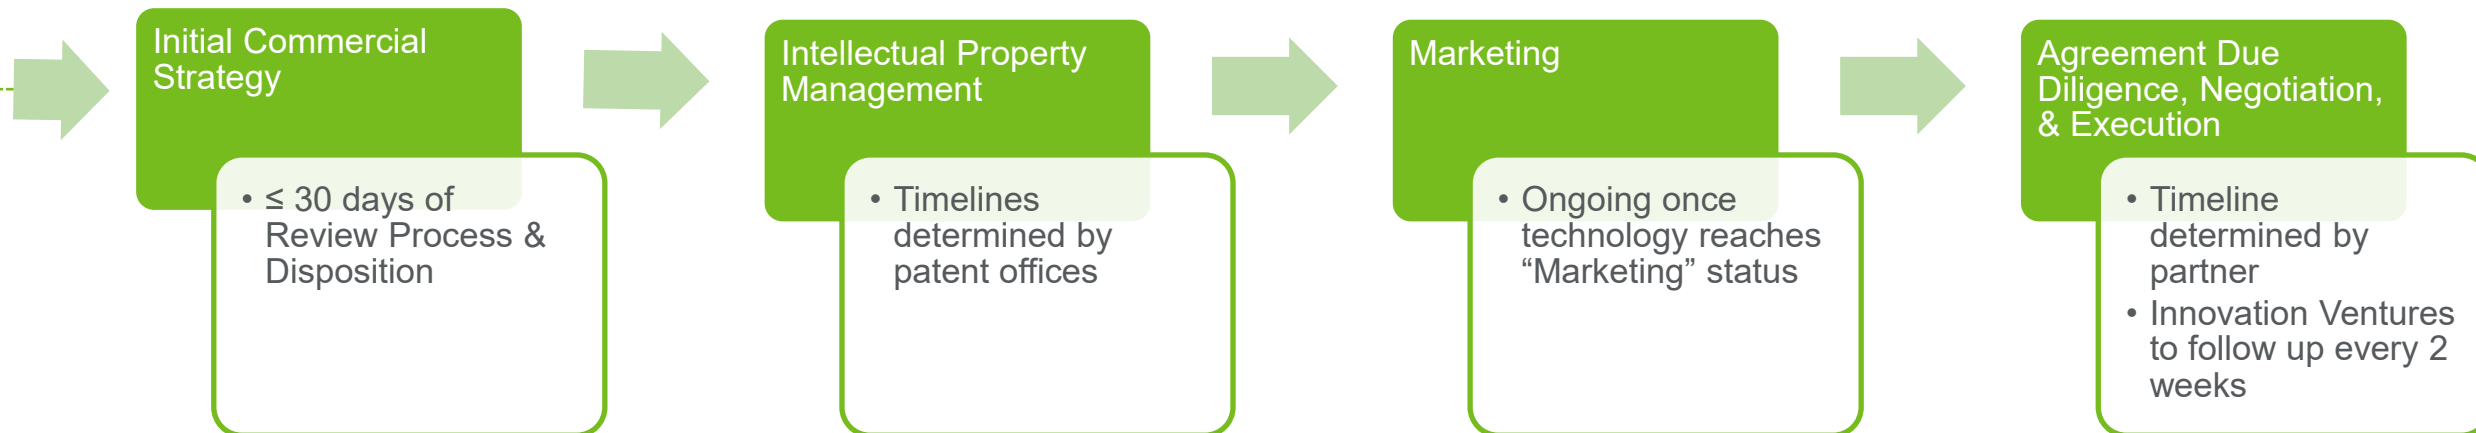 Initial Commercial
Strategy
• ≤ 30 days of
Review Process &
Disposition
Intellectual Property
Management
• Timelines
determined by
patent offices
Marketing
• Ongoing once
technology reaches
“Marketing” status
Agreement Due
Diligence, Negotiation,
& Execution
• Timeline
determined by
partner
• Innovation Ventures
to follow up every 2
weeks